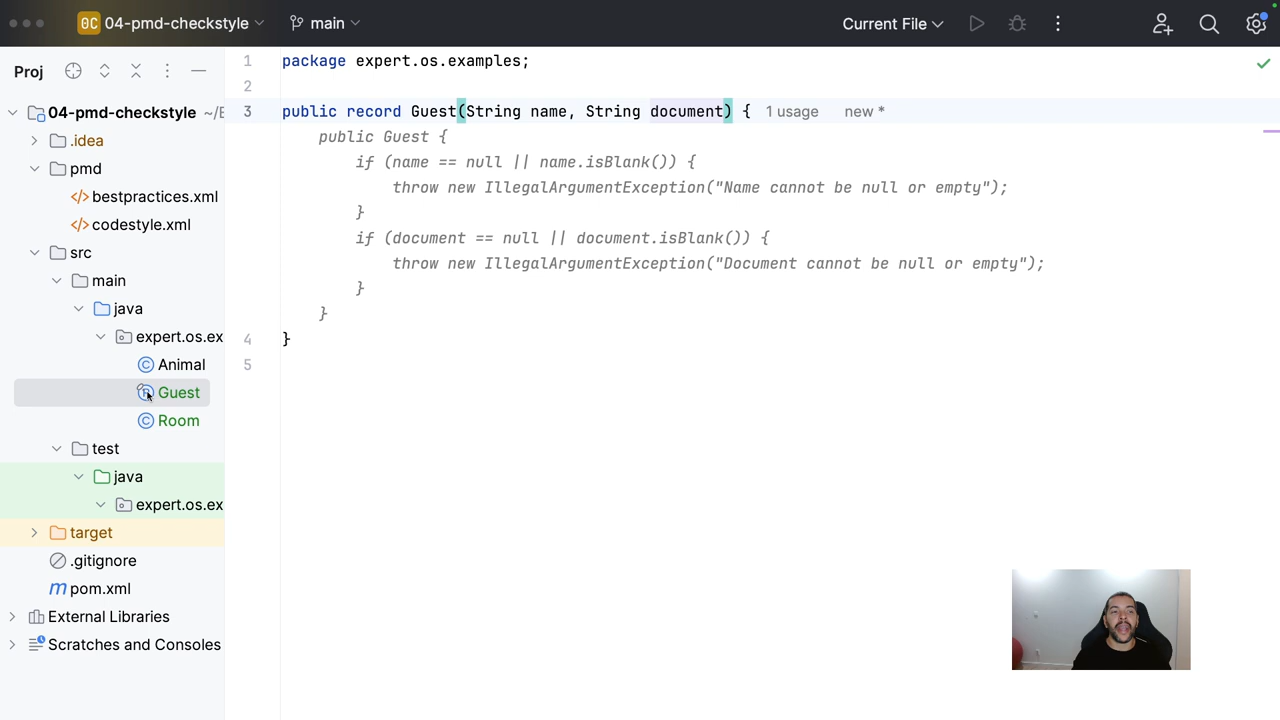 0C 04-pmd-checkstyle main Current File
Proj
04-pmd-checkstyle ~/E
.idea
pmd
bestpractices.xml
codestyle.xml
src
main
java
expert.os.ex
Animal
Guest
Room
test
java
expert.os.ex
target
.gitignore
pom.xml
External Libraries
Scratches and Consoles
1 package expert.os.examples;
2
3 public record Guest(String name, String document) { 1 usage new *
public Guest {
if (name == null || name.isBlank()) {
throw new IllegalArgumentException("Name cannot be null or empty");
}
if (document == null || document.isBlank()) {
throw new IllegalArgumentException("Document cannot be null or empty");
}
}
4 }
5